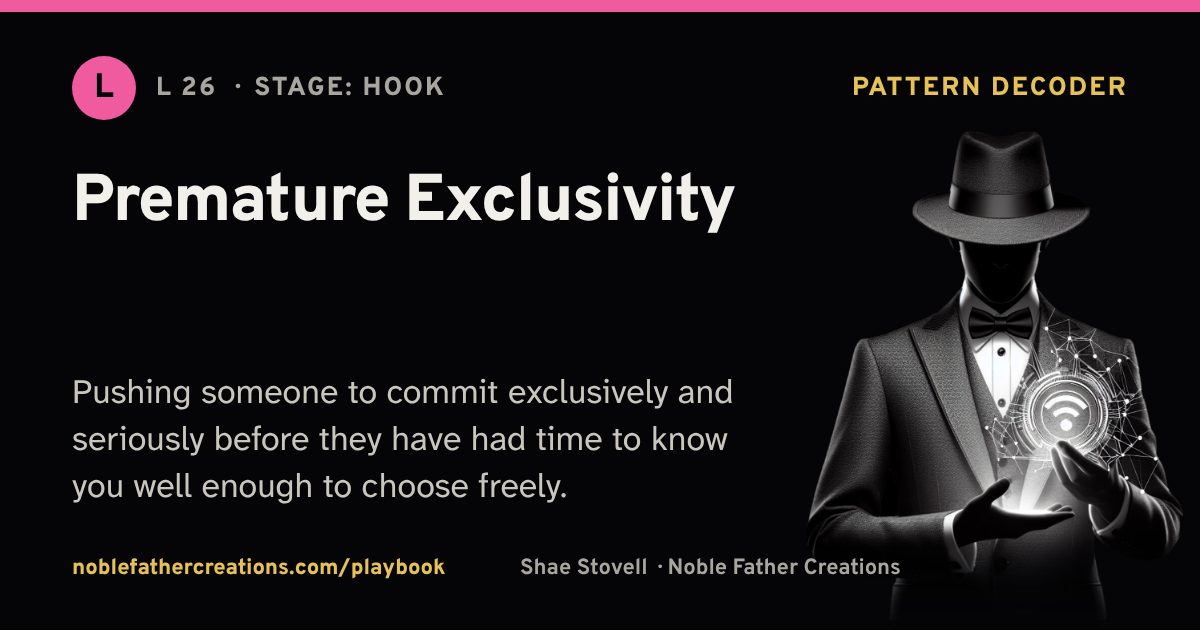 L
L 26 · STAGE: HOOK
PATTERN DECODER
Premature Exclusivity
Pushing someone to commit exclusively and
seriously before they have had time to know
you well enough to choose freely.
noblefathercreations.com/playbook
Shae Stovell · Noble Father Creations